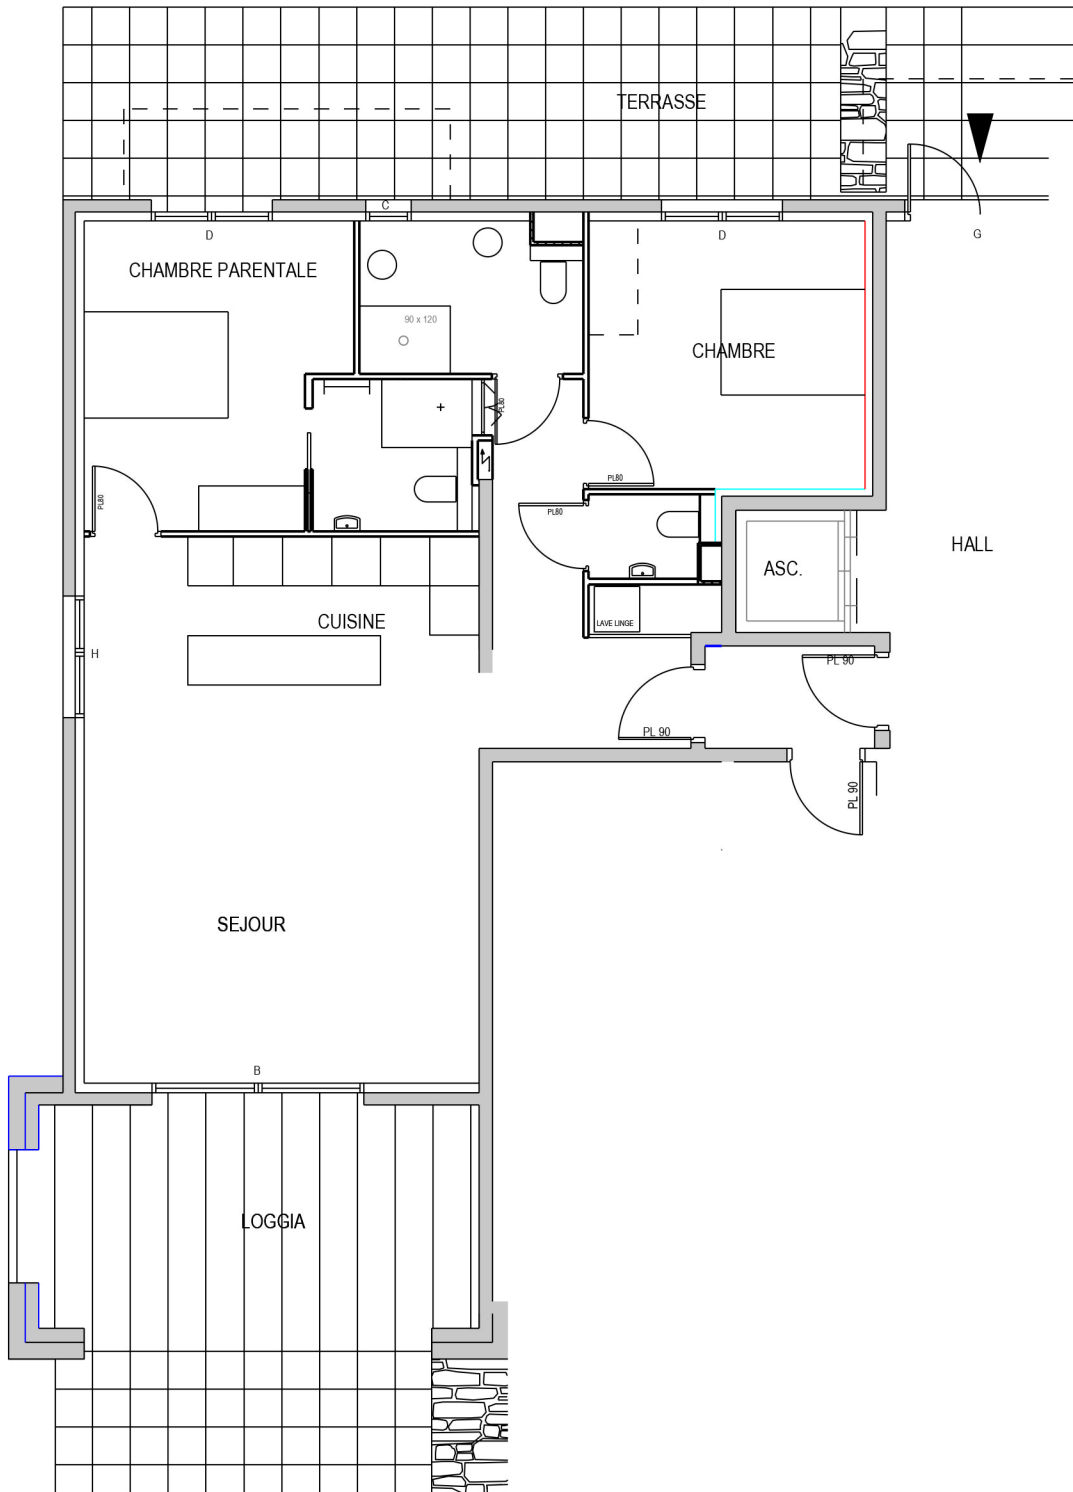 TERRASSE
C
D
D
G
CHAMBRE PARENTALE
90 x 120
CHAMBRE
PL80
PL80
PL80
PL80
HALL
ASC.
CUISINE
LAVE LINGE
H
PL 90
PL 90
PL 90
SEJOUR
B
LOGGIA